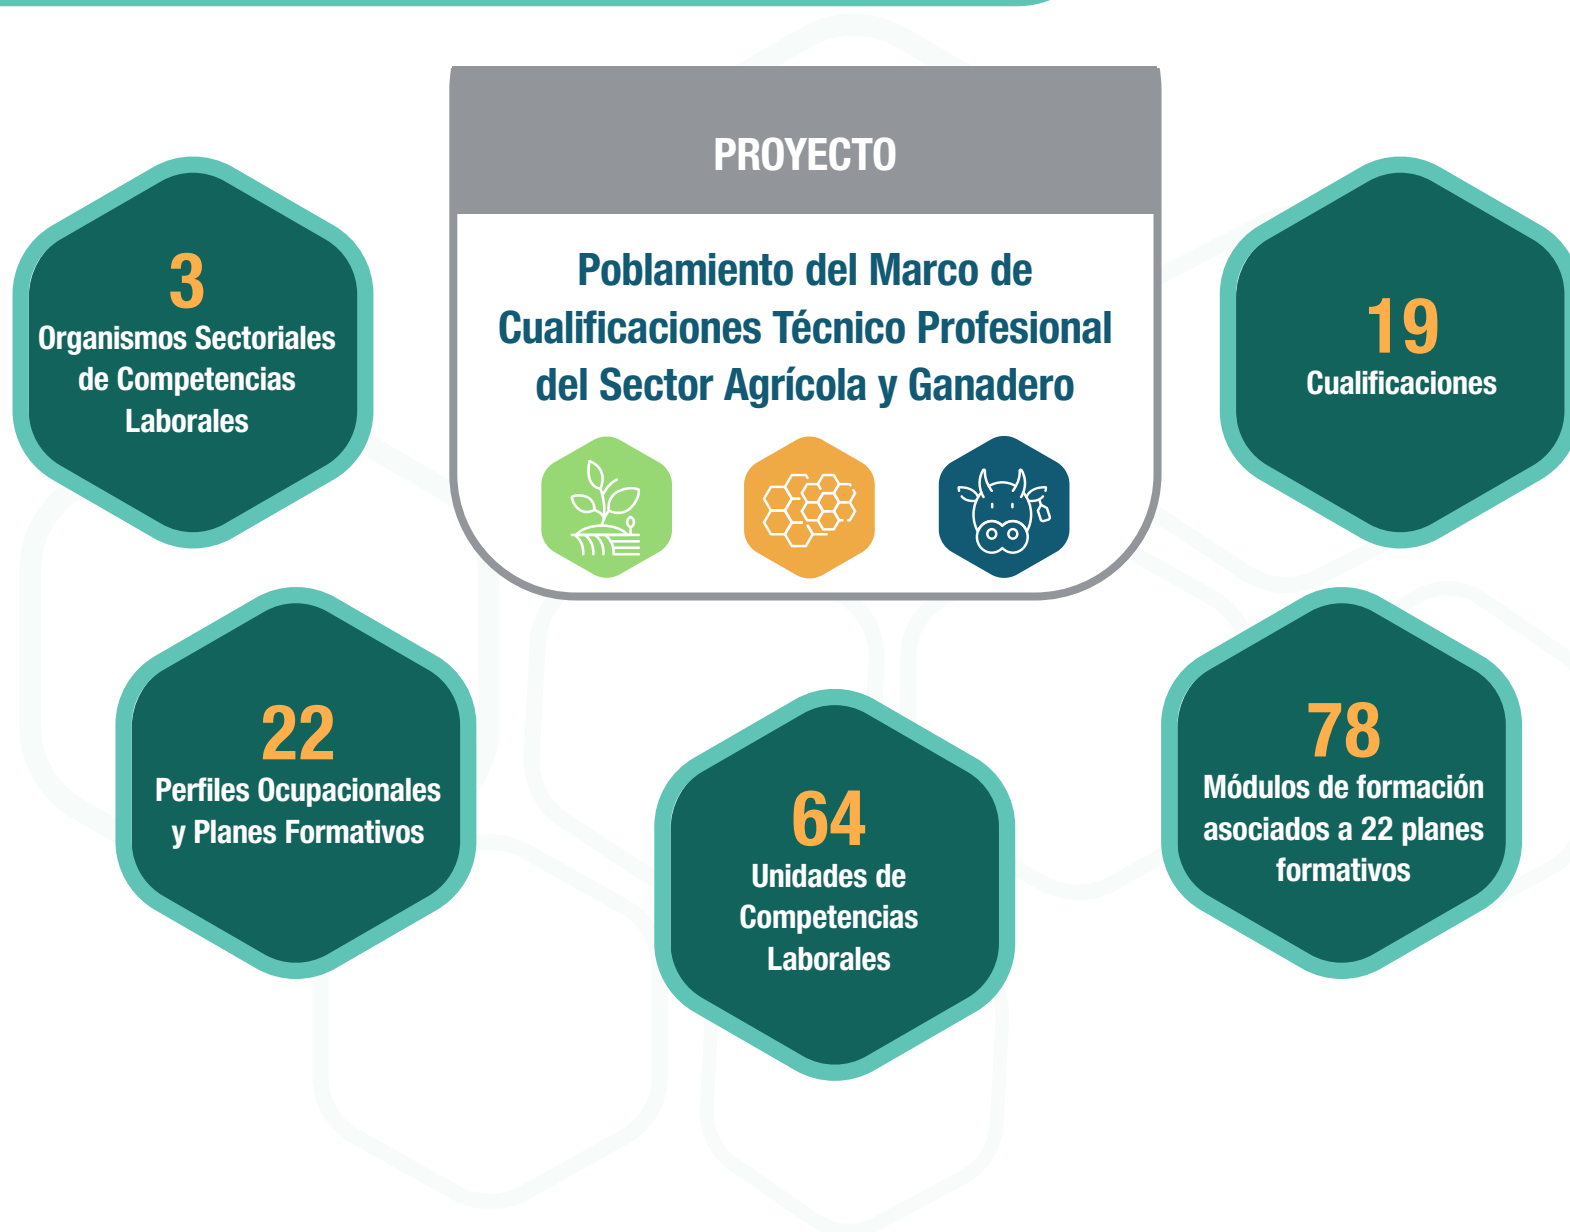 PROYECTO
Poblamiento del Marco de
Cualificaciones Técnico Profesional
del Sector Agrícola y Ganadero
3
Organismos Sectoriales
de Competencias
Laborales
19
Cualificaciones
22
Perfiles Ocupacionales
y Planes Formativos
64
Unidades de
Competencias
Laborales
78
Módulos de formación
asociados a 22 planes
formativos